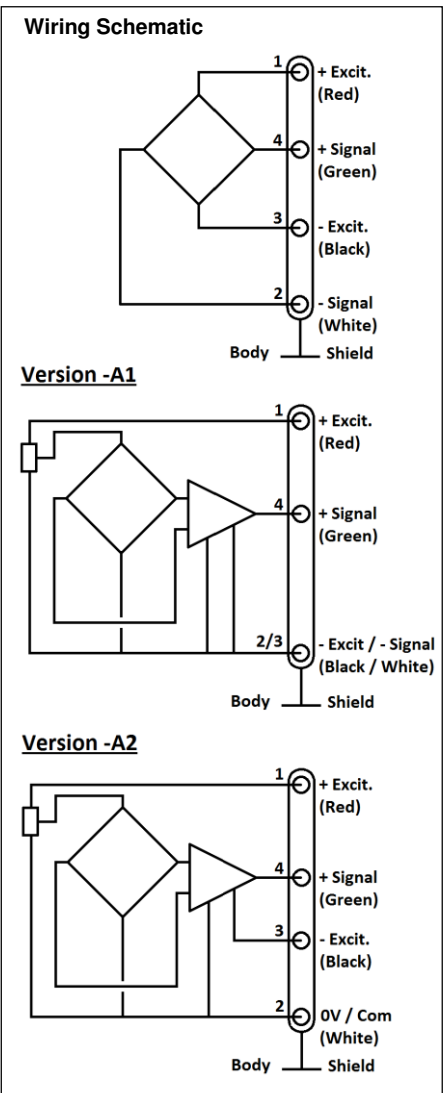 Wiring Schematic
1
+ Excit.
(Red)
4
+ Signal
(Green)
3
- Excit.
(Black)
2
- Signal
(White)
Body Shield
Version -A1
1
+ Excit.
(Red)
4
+ Signal
(Green)
2/3
- Excit / - Signal
(Black / White)
Body Shield
Version -A2
1
+ Excit.
(Red)
4
+ Signal
(Green)
3
- Excit.
(Black)
2
0V / Com
(White)
Body Shield